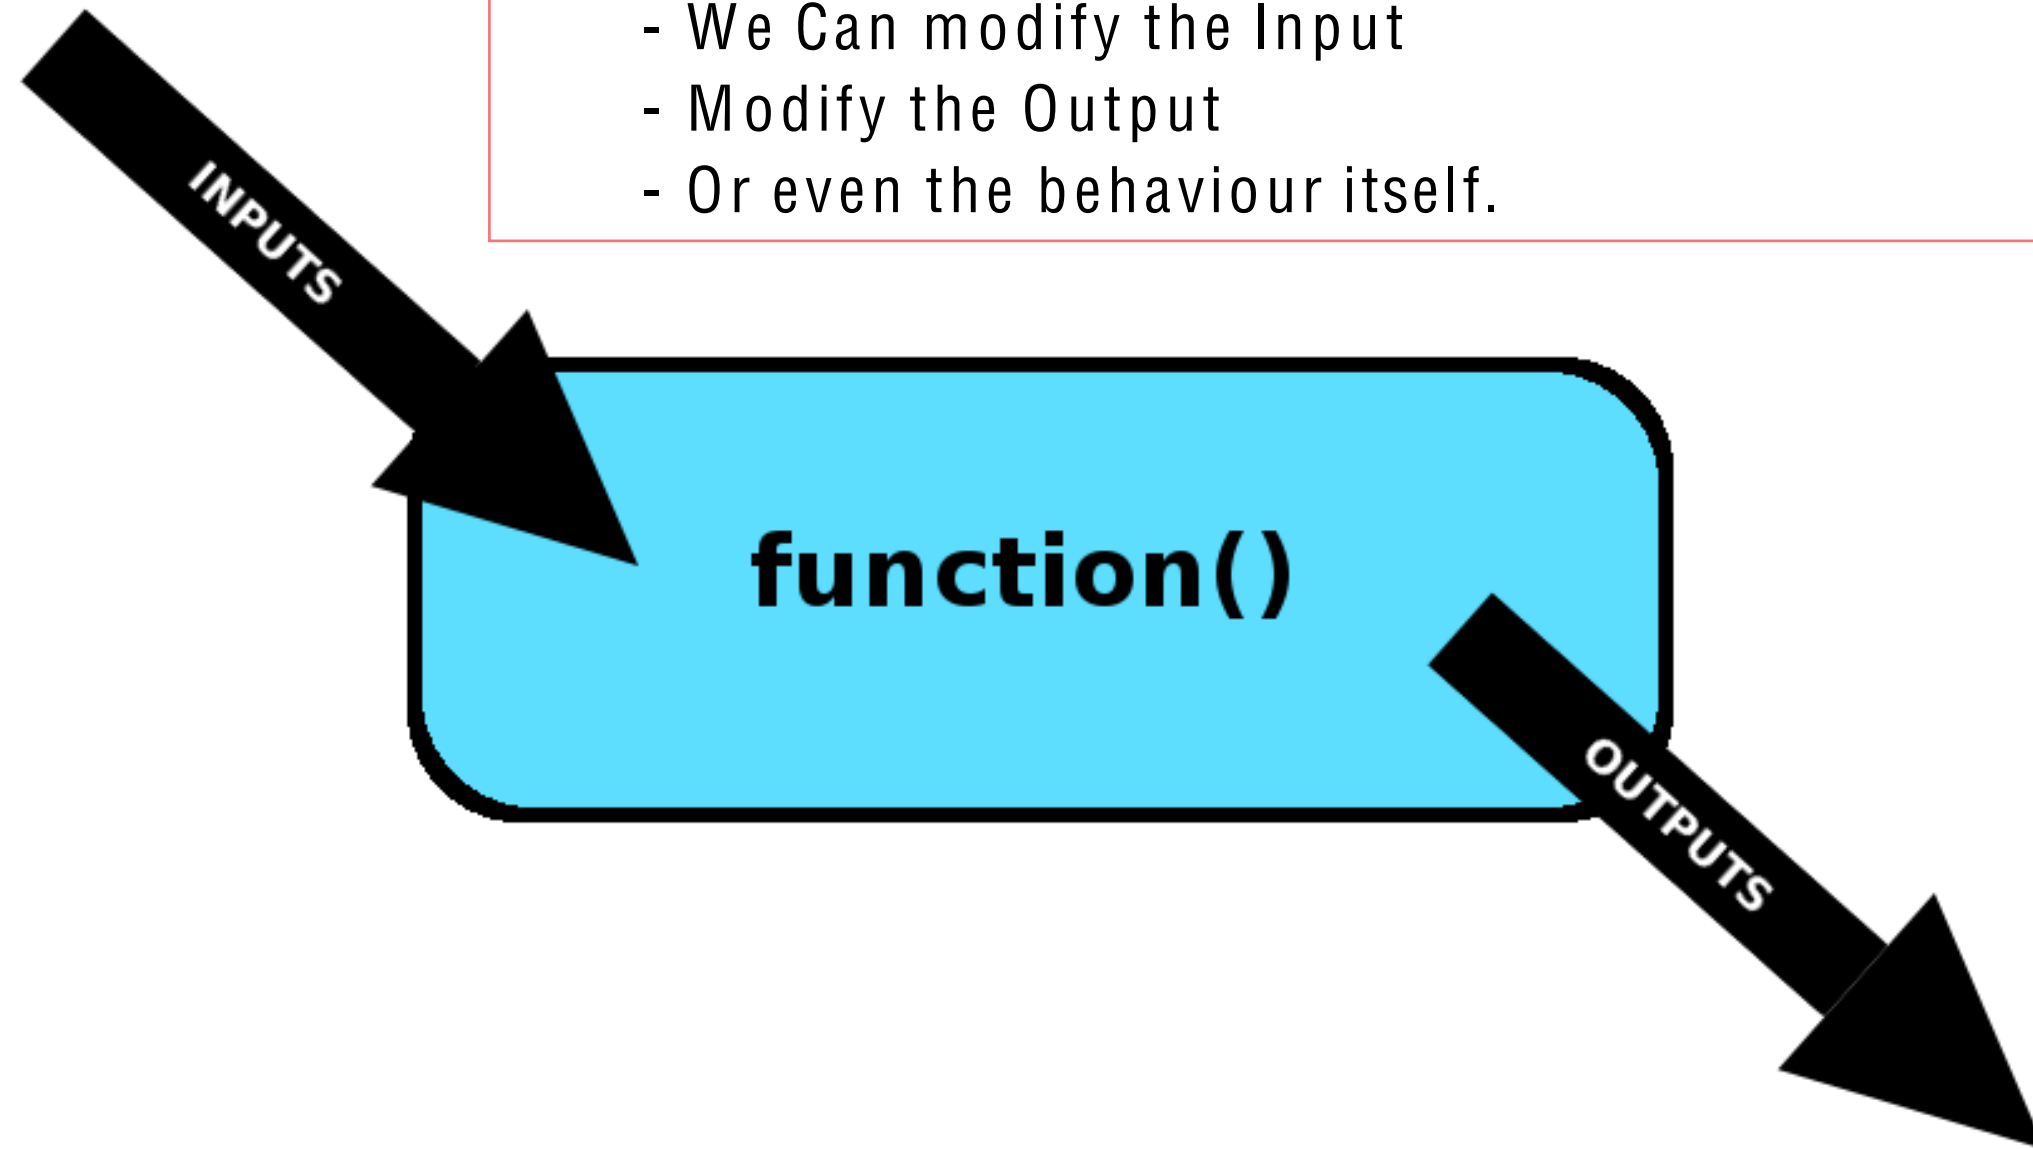 - We Can modify the Input
- Modify the Output
- Or even the behaviour itself.
INPUTS
function()
OUTPUTS